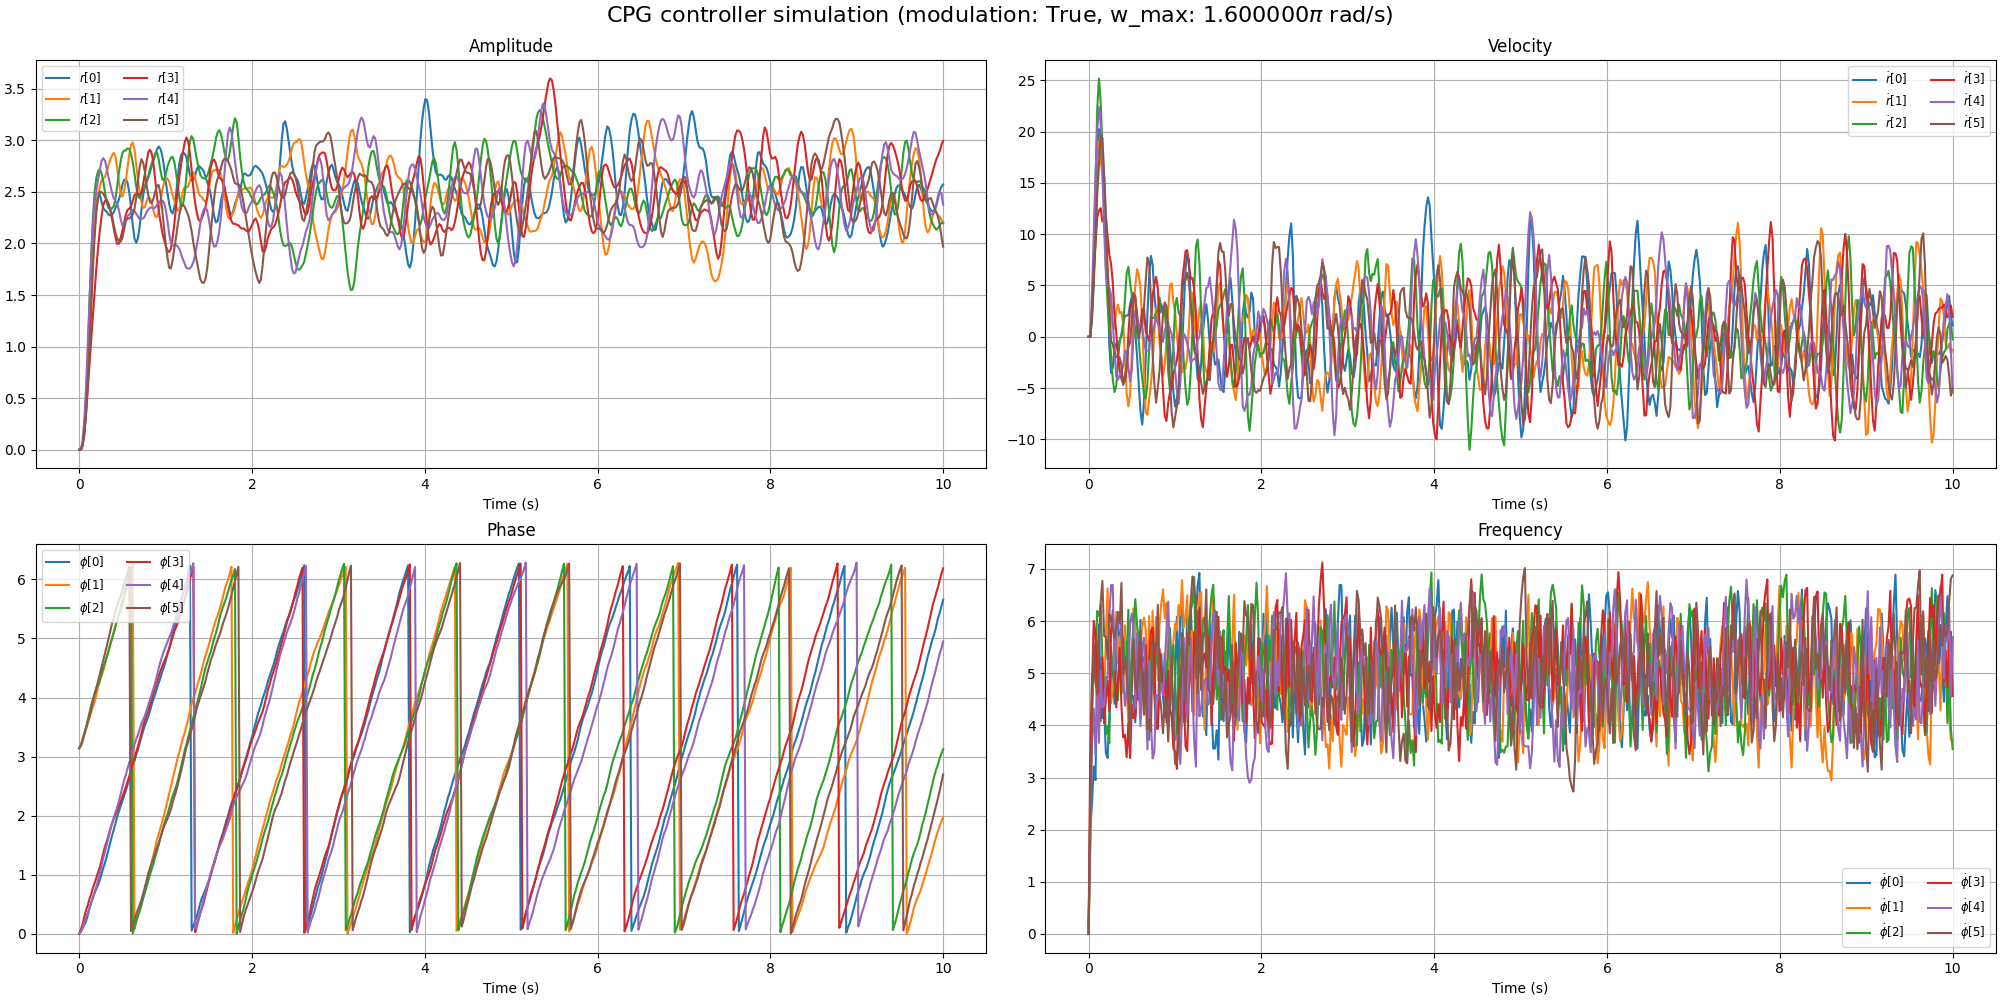 CPG controller simulation (modulation: True, w_max: 1.600000π rad/s)
Amplitude
r[0] r[3]
r[1] r[4]
r[2] r[5]
3.5
3.0
2.5
2.0
1.5
1.0
0.5
0.0
0 2 4 6 8 10
Time (s)
Velocity
ṙ[0] ṙ[3]
ṙ[1] ṙ[4]
ṙ[2] ṙ[5]
25
20
15
10
5
0
−5
−10
0 2 4 6 8 10
Time (s)
Phase
ϕ[0] ϕ[3]
ϕ[1] ϕ[4]
ϕ[2] ϕ[5]
6
5
4
3
2
1
0
0 2 4 6 8 10
Time (s)
Frequency
7
6
5
4
3
2
1
0
ϕ̇[0] ϕ̇[3]
ϕ̇[1] ϕ̇[4]
ϕ̇[2] ϕ̇[5]
0 2 4 6 8 10
Time (s)